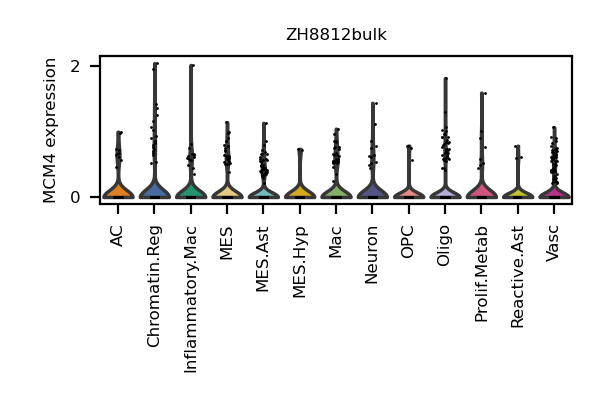 ZH8812bulk
MCM4 expression
2
0
AC
Chromatin.Reg
Inflammatory.Mac
MES
MES.Ast
MES.Hyp
Mac
Neuron
OPC
Oligo
Prolif.Metab
Reactive.Ast
Vasc